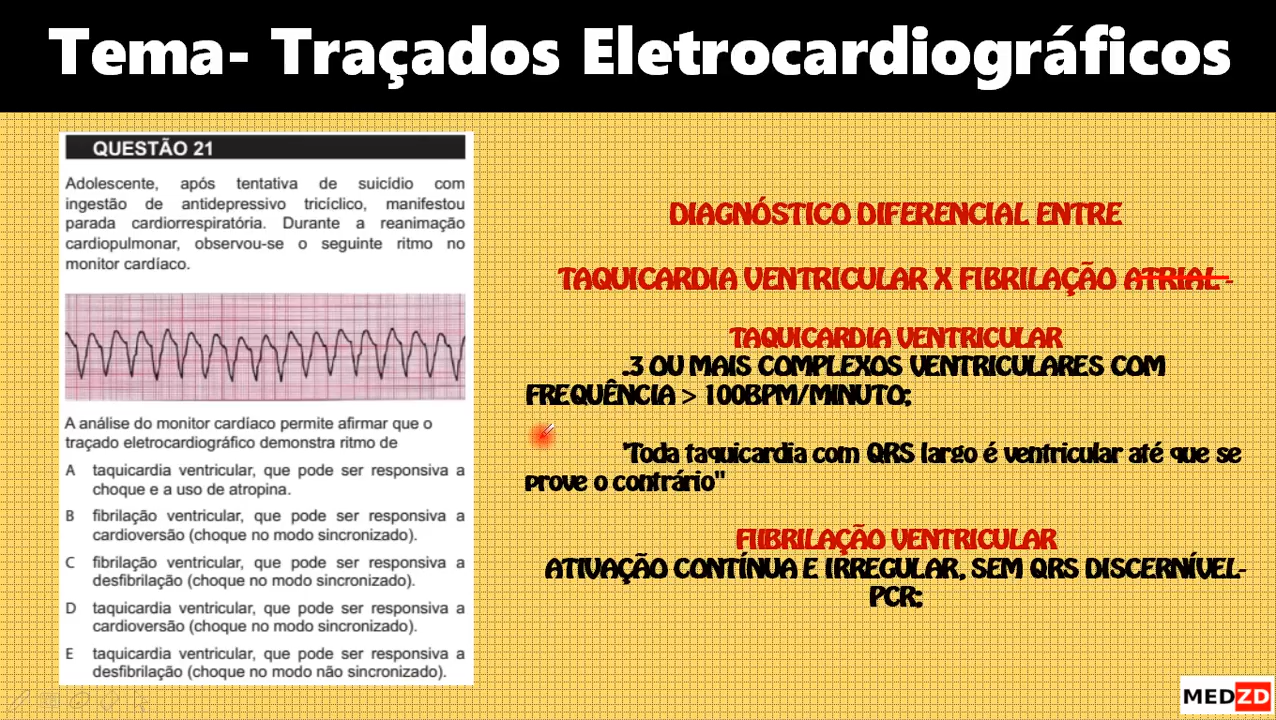 Tema- Traçados Eletrocardiográficos
QUESTÃO 21
Adolescente, após tentativa de suicídio com
ingestão de antidepressivo tricíclico, manifestou
parada cardiorrespiratória. Durante a reanimação
cardiopulmonar, observou-se o seguinte ritmo no
monitor cardíaco.
A análise do monitor cardíaco permite afirmar que o
traçado eletrocardiográfico demonstra ritmo de
A taquicardia ventricular, que pode ser responsiva a
choque e a uso de atropina.
B fibrilação ventricular, que pode ser responsiva a
cardioversão (choque no modo sincronizado).
C fibrilação ventricular, que pode ser responsiva a
desfibrilação (choque no modo sincronizado).
D taquicardia ventricular, que pode ser responsiva a
cardioversão (choque no modo sincronizado).
E taquicardia ventricular, que pode ser responsiva a
desfibrilação (choque no modo não sincronizado).
DIAGNÓSTICO DIFERENCIAL ENTRE
TAQUICARDIA VENTRICULAR X FIBRILAÇÃO ATRIAL -
TAQUICARDIA VENTRICULAR
.3 OU MAIS COMPLEXOS VENTRICULARES COM
FREQUÊNCIA > 100BPM/MINUTO;
"Toda taquicardia com QRS largo é ventricular até que se
prove o contrário"
FIIBRILAÇÃO VENTRICULAR
ATIVAÇÃO CONTÍNUA E IRREGULAR, SEM QRS DISCERNÍVEL-
PCR;
MEDZD